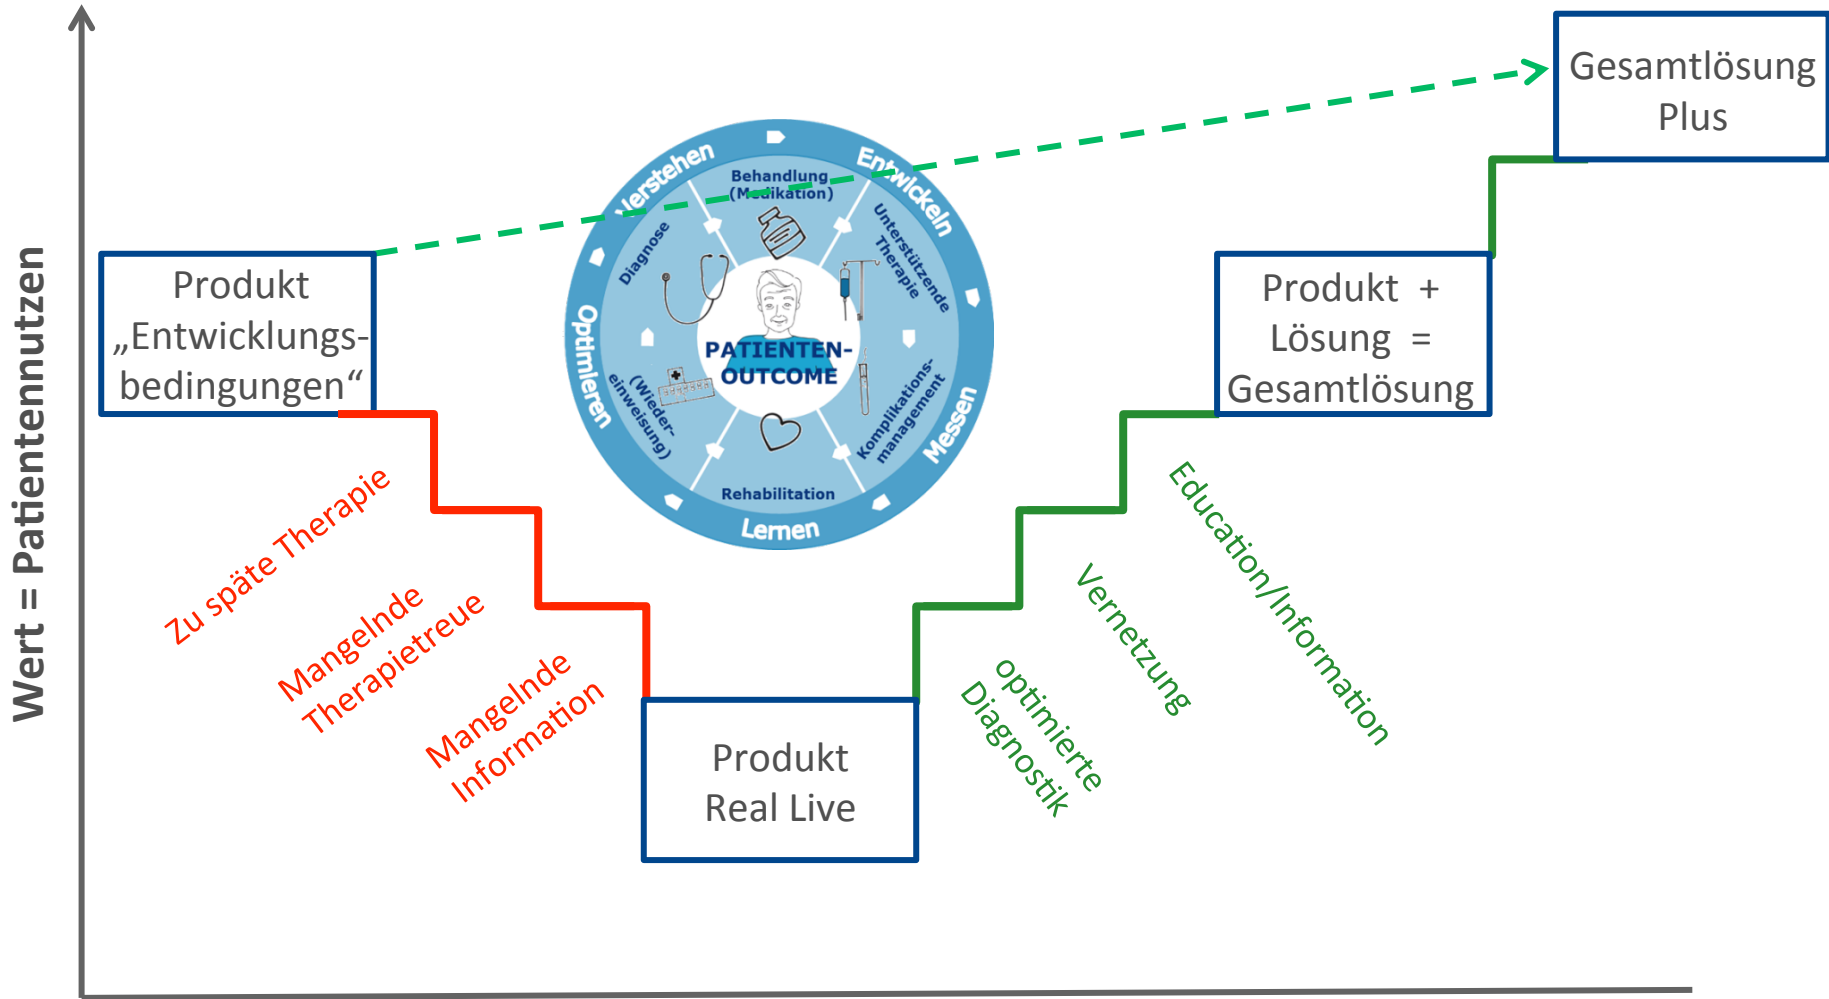 Wert = Patientennutzen
Gesamtlösung
Plus
Produkt
„Entwicklungs-
bedingungen“
Produkt +
Lösung =
Gesamtlösung
Verstehen
Entwickeln
Messen
Lernen
Optimieren
Behandlung
(Medikation)
Unterstützende
Therapie
Komplikations-
management
Rehabilitation
(Wieder-
einweisung)
Diagnose
PATIENTEN-
OUTCOME
Zu späte Therapie
Mangelnde
Therapietreue
Mangelnde
Information
Produkt
Real Live
optimierte
Diagnostik
Vernetzung
Education/Information